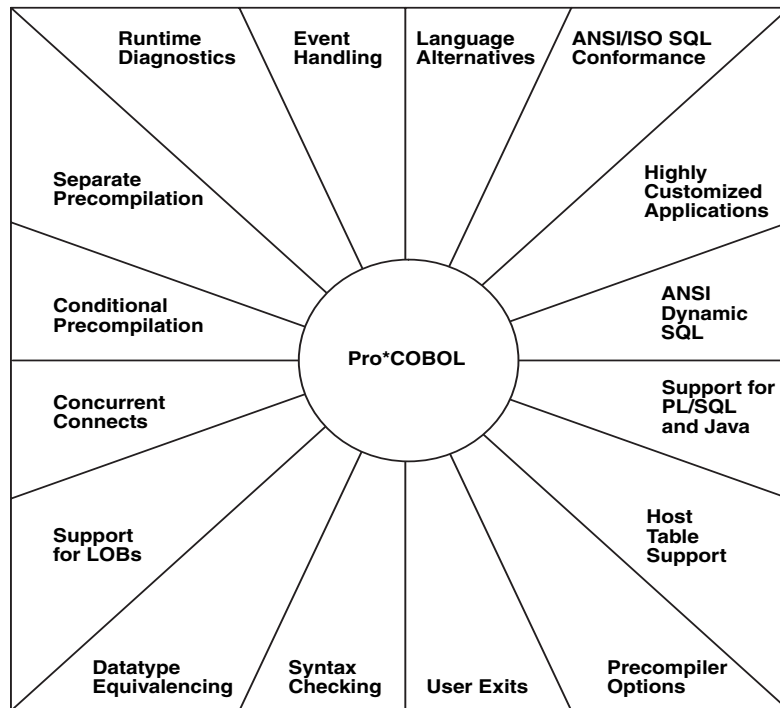 Runtime
Diagnostics
Event
Handling
Language
Alternatives
ANSI/ISO SQL
Conformance
Separate
Precompilation
Highly
Customized
Applications
Conditional
Precompilation
ANSI
Dynamic
SQL
Pro*COBOL
Concurrent
Connects
Support for
PL/SQL
and Java
Support
for LOBs
Host
Table
Support
Datatype
Equivalencing
Syntax
Checking
User Exits
Precompiler
Options